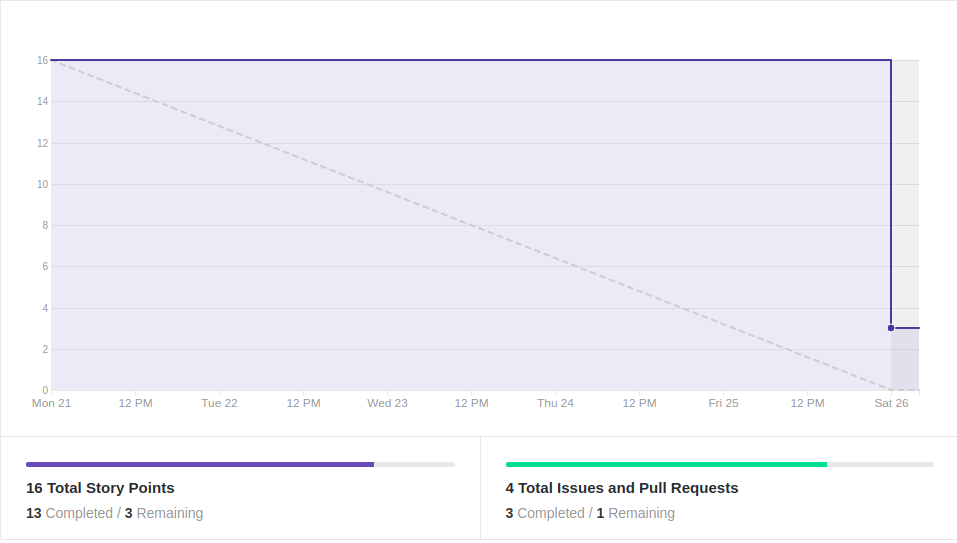 16
14
12
10
8
6
4
2
0
Mon 21 12 PM Tue 22 12 PM Wed 23 12 PM Thu 24 12 PM Fri 25 12 PM Sat 26
16 Total Story Points
13 Completed / 3 Remaining
4 Total Issues and Pull Requests
3 Completed / 1 Remaining